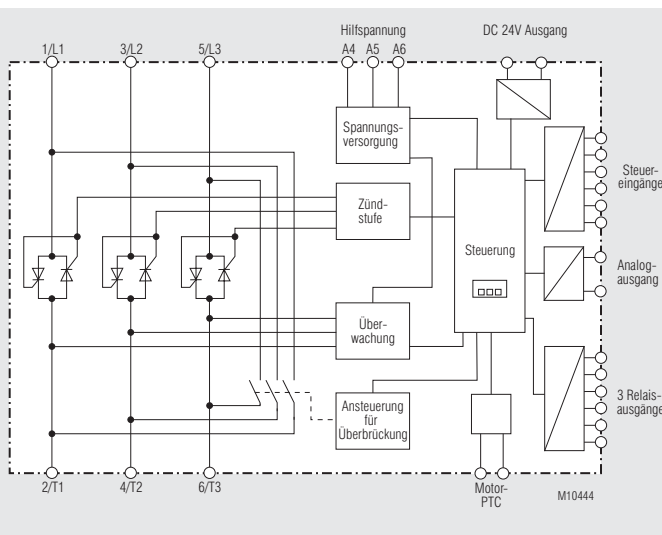 Hilfspannung
DC 24V Ausgang
1/L1
3/L2
5/L3
A4
A5
A6
Spannungs-
versorgung
Steuer-
eingänge
Zünd-
stufe
Steuerung
Analog-
ausgang
Über-
wachung
3 Relais-
ausgänge
Ansteuerung
für
Überbrückung
2/T1
4/T2
6/T3
Motor-
PTC
M10444